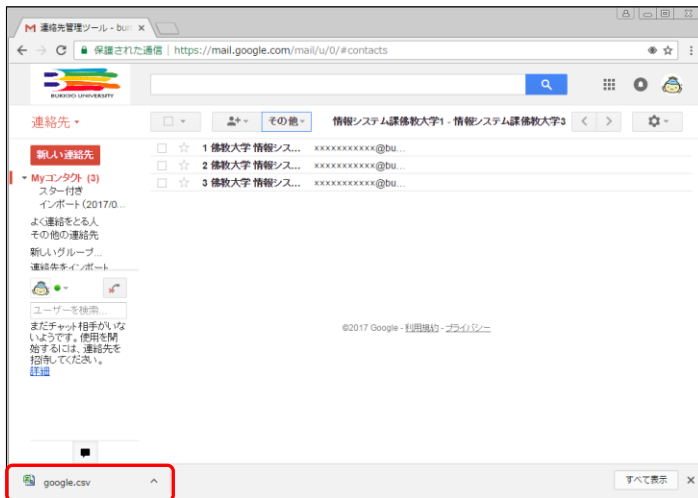 連絡先管理ツール - bu
保護された通信 | https://mail.google.com/mail/u/0/#contacts
BUKKYO UNIVERSITY
連絡先
その他
情報システム課佛教大学1 - 情報システム課佛教大学3
新しい連絡先
1 佛教大学 情報シス... xxxxxxxxxxx@bu...
2 佛教大学 情報シス... xxxxxxxxxxx@bu...
3 佛教大学 情報シス... xxxxxxxxxxx@bu...
Myコンタクト (3)
スター付き
インポート (2017/0...
よく連絡をとる人
その他の連絡先
新しいグループ...
連絡先をインポート
ユーザーを検索...
まだチャット相手がいな
いようです。使用を開
始するには、連絡先を
招待してください。
詳細
©2017 Google - 利用規約 - プライバシー
google.csv
すべて表示